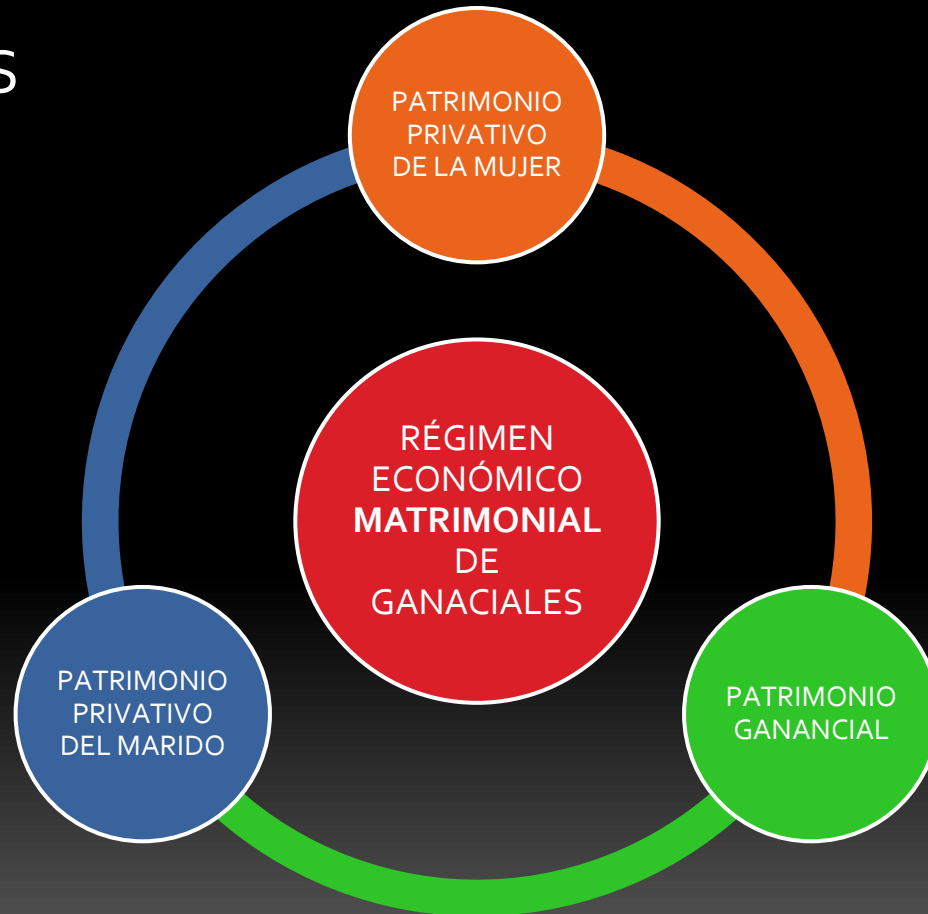 S
PATRIMONIO
PRIVATIVO
DE LA MUJER
RÉGIMEN
ECONÓMICO
MATRIMONIAL
DE
GANACIALES
PATRIMONIO
PRIVATIVO
DEL MARIDO
PATRIMONIO
GANANCIAL